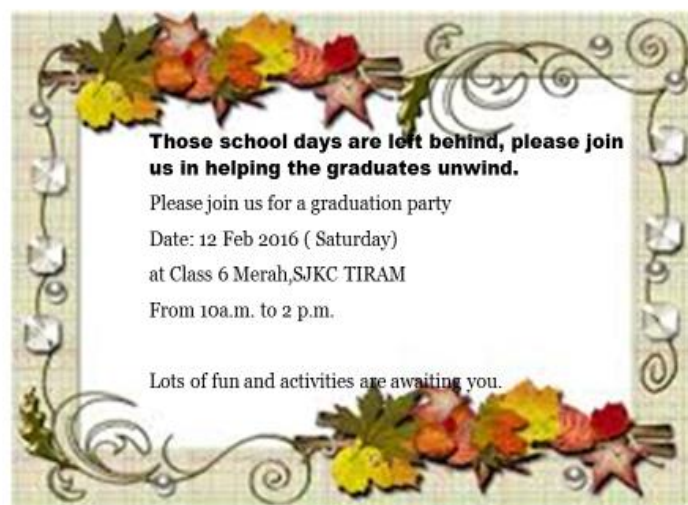 Those school days are left behind, please join
us in helping the graduates unwind.
Please join us for a graduation party
Date: 12 Feb 2016 ( Saturday)
at Class 6 Merah,SJKC TIRAM
From 10a.m. to 2 p.m.
Lots of fun and activities are awaiting you.